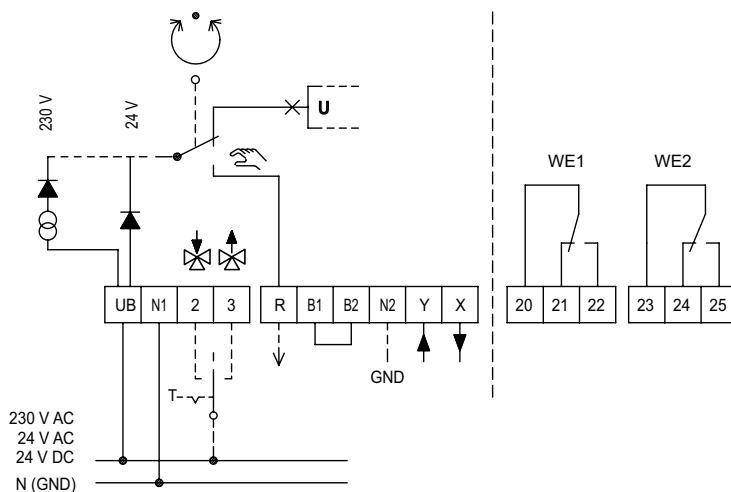 230 V
24 V
U
WE1
WE2
UB N1 2 3
R B1 B2 N2 Y X
20 21 22
23 24 25
GND
T
230 V AC
24 V AC
24 V DC
N (GND)